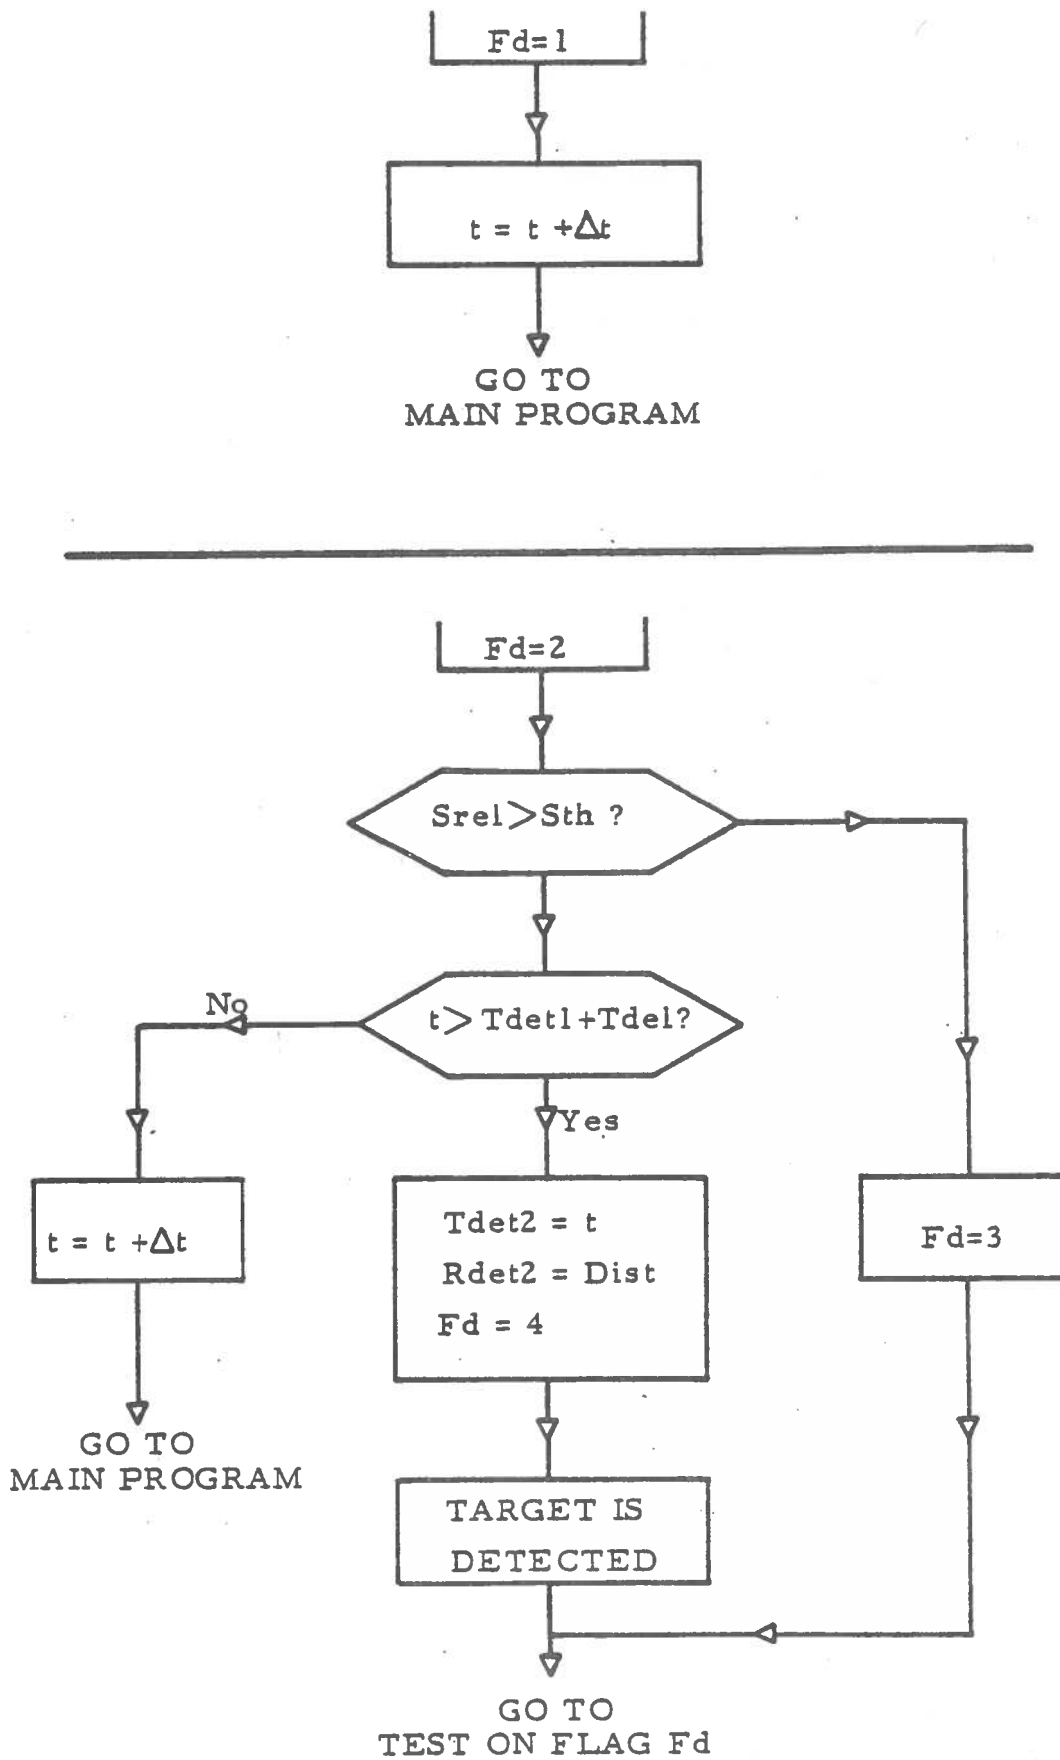 Fd=1
t = t +Δt
GO TO
MAIN PROGRAM
Fd=2
Srel>Sth ?
No
t> Tdet1+Tdel?
Yes
t = t +Δt
Tdet2 = t
Rdet2 = Dist
Fd = 4
Fd=3
GO TO
MAIN PROGRAM
TARGET IS
DETECTED
GO TO
TEST ON FLAG Fd